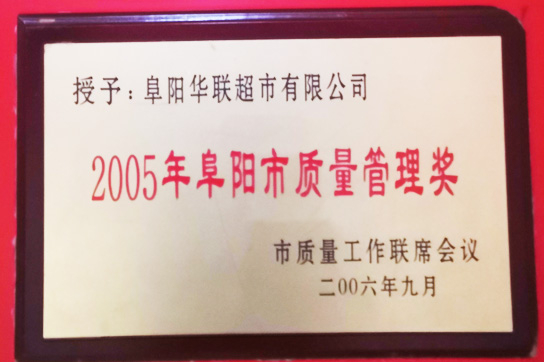 授予：阜阳华联超市有限公司
2005年阜阳市质量管理奖
市质量工作联席会议
二00六年九月